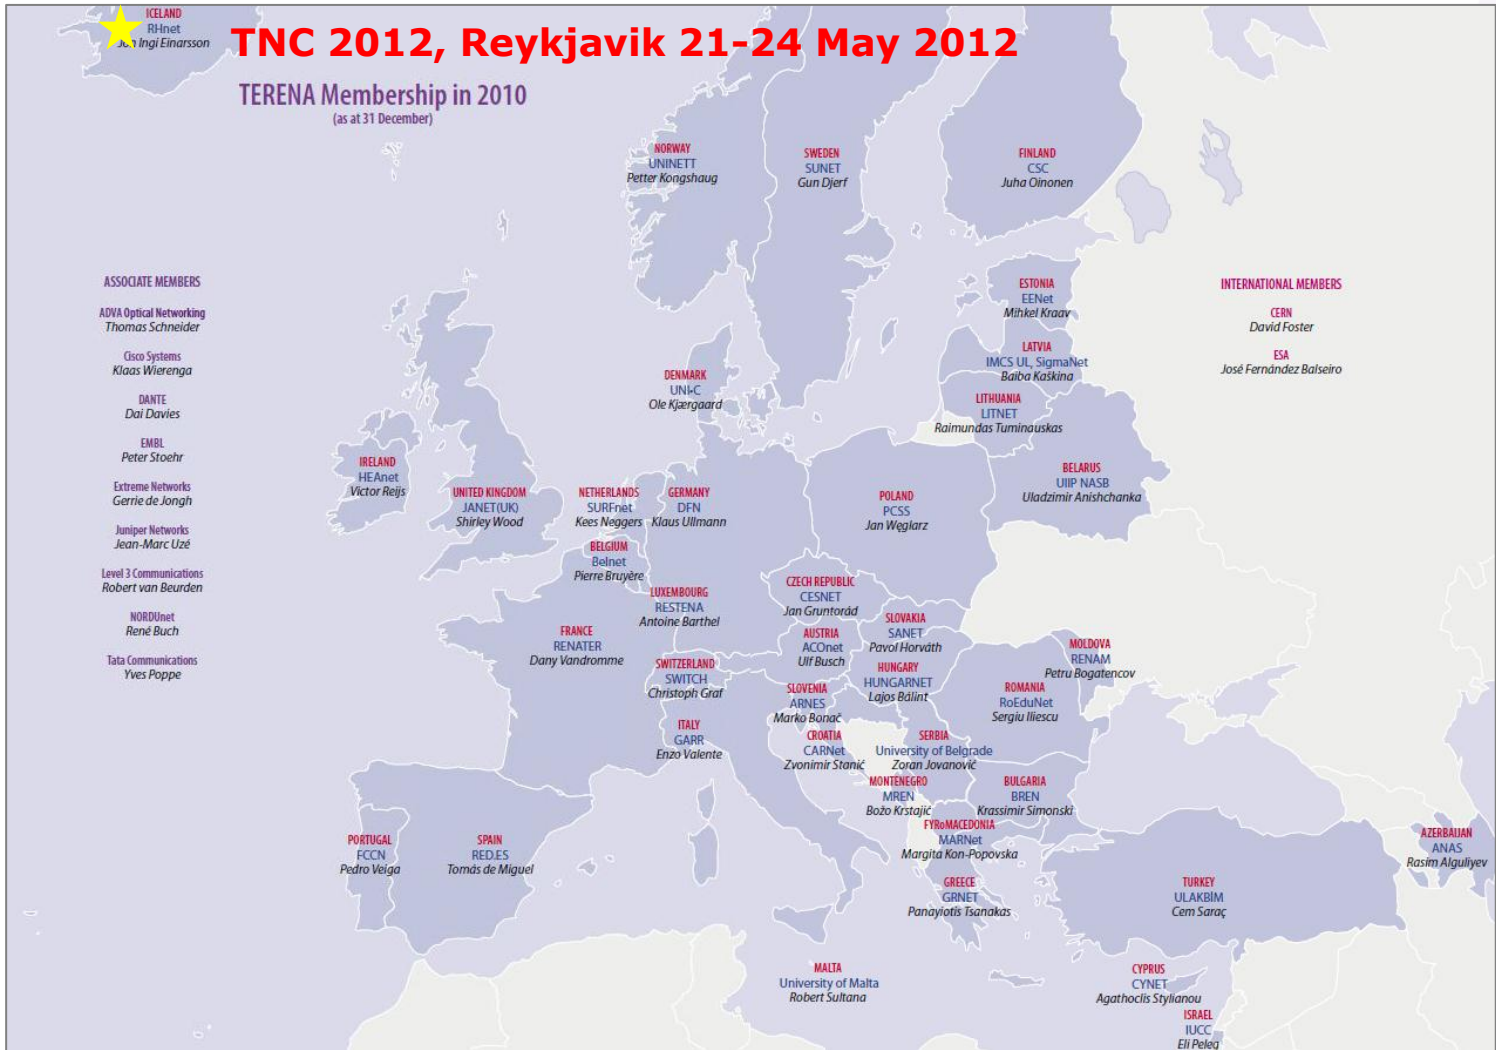 ICELAND
RHnet
Jón Ingi Einarsson
TNC 2012, Reykjavik 21-24 May 2012
TERENA Membership in 2010
(as at 31 December)
NORWAY
UNINETT
Petter Kongshaug
SWEDEN
SUNET
Gun Djerf
FINLAND
CSC
Juha Oinonen
ASSOCIATE MEMBERS
ADVA Optical Networking
Thomas Schneider
Cisco Systems
Klaas Wierenga
DANTE
Dai Davies
EMBL
Peter Stoehr
Extreme Networks
Gerrie de Jongh
Juniper Networks
Jean-Marc Uzé
Level 3 Communications
Robert van Beurden
NORDUnet
René Buch
Tata Communications
Yves Poppe
INTERNATIONAL MEMBERS
CERN
David Foster
ESA
José Fernández Balseiro
ESTONIA
EENet
Mihkel Kraav
LATVIA
IMCS UL, SigmaNet
Baiba Kaškina
LITHUANIA
LITNET
Raimundas Tuminauskas
DENMARK
UNI•C
Ole Kjærgaard
BELARUS
UIIP NASB
Uladzimir Anishchanka
IRELAND
HEAnet
Victor Reijs
UNITED KINGDOM
JANET(UK)
Shirley Wood
NETHERLANDS
SURFnet
Kees Neggers
GERMANY
DFN
Klaus Ullmann
POLAND
PCSS
Jan Węglarz
BELGIUM
Belnet
Pierre Bruyère
LUXEMBOURG
RESTENA
Antoine Barthel
CZECH REPUBLIC
CESNET
Jan Gruntorád
SLOVAKIA
SANET
Pavol Horváth
FRANCE
RENATER
Dany Vandromme
AUSTRIA
ACOnet
Ulf Busch
MOLDOVA
RENAM
Petru Bogatencov
SWITZERLAND
SWITCH
Christoph Graf
HUNGARY
HUNGARNET
Lajos Bálint
SLOVENIA
ARNES
Marko Bonač
ROMANIA
RoEduNet
Sergiu Iliescu
ITALY
GARR
Enzo Valente
CROATIA
CARNet
Zvonimir Stanić
SERBIA
University of Belgrade
Zoran Jovanović
MONTENEGRO
MREN
Božo Krstajić
BULGARIA
BREN
Krassimir Simonski
FYRoMACEDONIA
MARNet
Margita Kon-Popovska
PORTUGAL
FCCN
Pedro Veiga
SPAIN
RED.ES
Tomás de Miguel
GREECE
GRNET
Panayiotis Tsanakas
TURKEY
ULAKBİM
Cem Saraç
AZERBAIJAN
ANAS
Rasim Alguliyev
MALTA
University of Malta
Robert Sultana
CYPRUS
CYNET
Agathoclis Stylianou
ISRAEL
IUCC
Eli Peleg